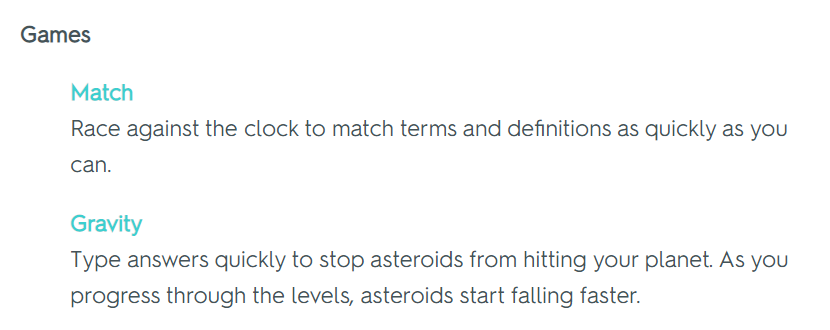 Games
Match
Race against the clock to match terms and definitions as quickly as you
can.
Gravity
Type answers quickly to stop asteroids from hitting your planet. As you
progress through the levels, asteroids start falling faster.